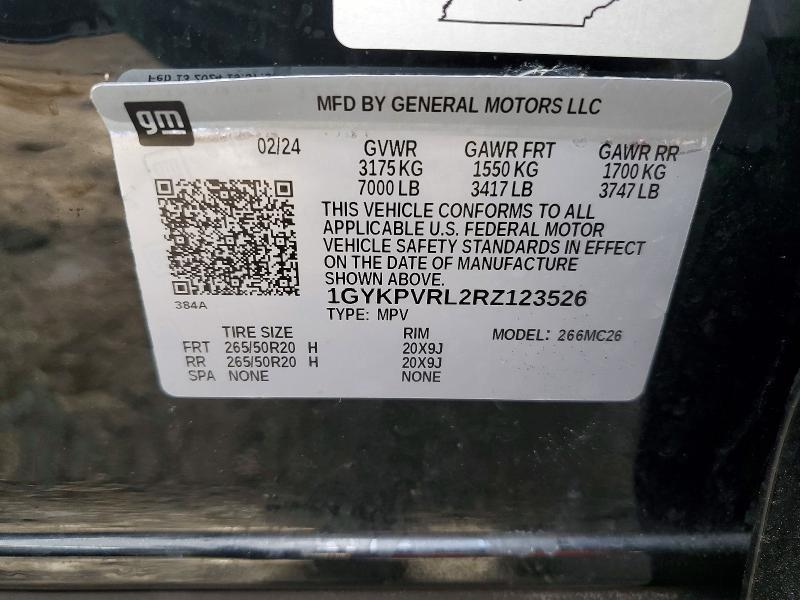 gm
MFD BY GENERAL MOTORS LLC
02/24 GVWR GAWR FRT GAWR RR
3175 KG 1550 KG 1700 KG
7000 LB 3417 LB 3747 LB
THIS VEHICLE CONFORMS TO ALL
APPLICABLE U.S. FEDERAL MOTOR
VEHICLE SAFETY STANDARDS IN EFFECT
ON THE DATE OF MANUFACTURE
SHOWN ABOVE.
384A
1GYKPVRL2RZ123526
TYPE: MPV
TIRE SIZE RIM MODEL: 266MC26
FRT 265/50R20 H 20X9J
RR 265/50R20 H 20X9J
SPA NONE NONE